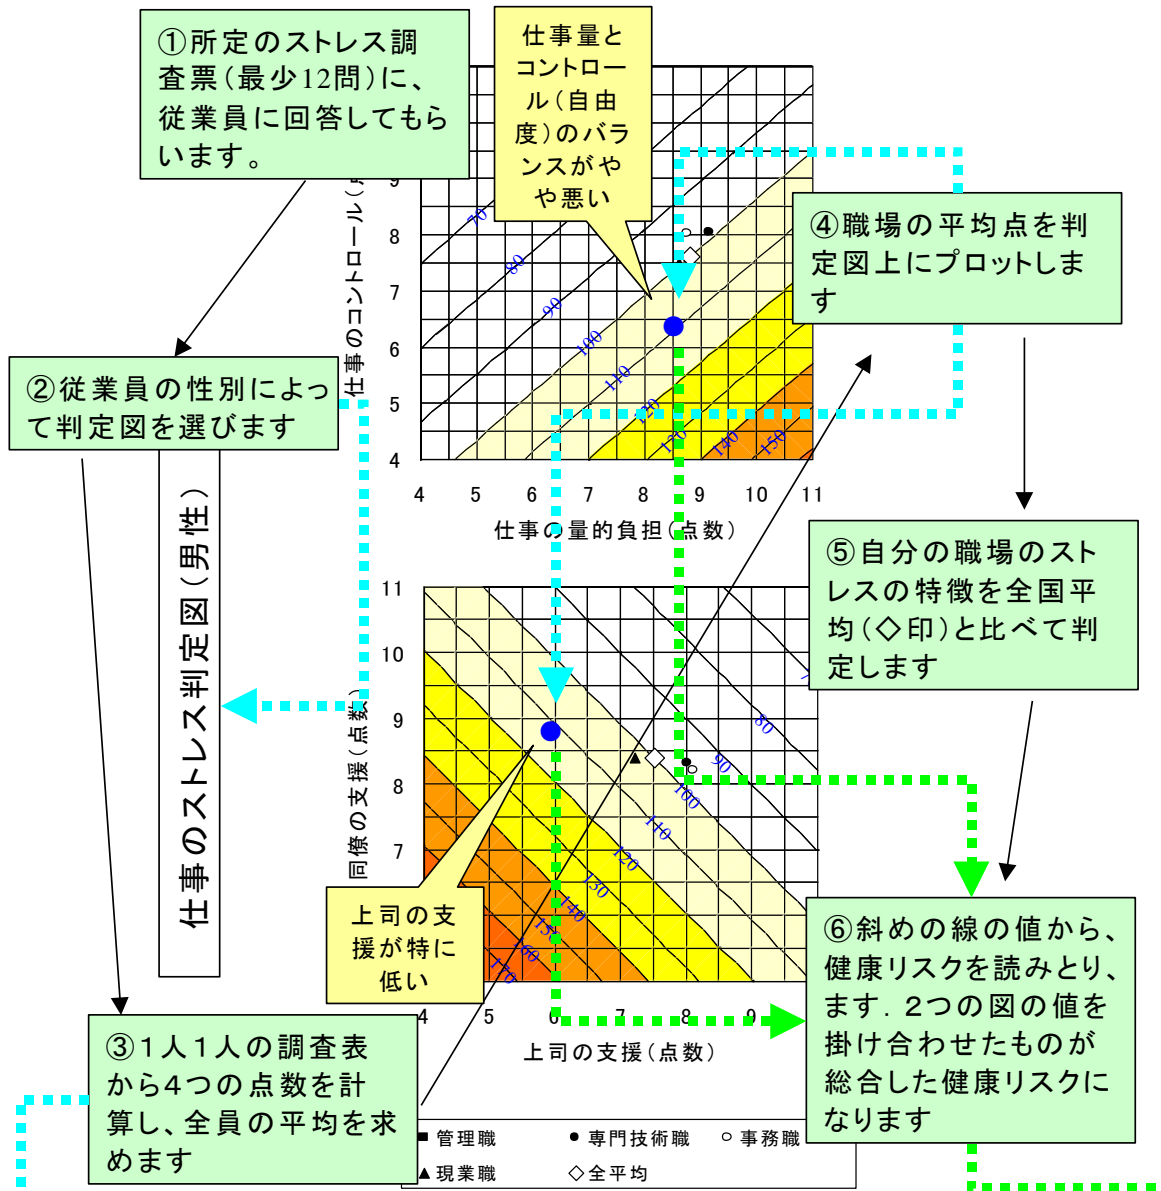 ①所定のストレス調
査票(最少12問)に、
従業員に回答してもら
います。
仕事量と
コントロー
ル(自由
度)のバラ
ンスがや
や悪い
④職場の平均点を判
定図上にプロットしま
す
②従業員の性別によっ
て判定図を選びます
仕事のストレス判定図(男性)
仕事のコントロール(
9
8
7
6
5
4
70
80
90
100
110
120
130
140
150
4 5 6 7 8 9 10 11
仕事の量的負担(点数)
⑤自分の職場のスト
レスの特徴を全国平
均(◇印)と比べて判
定します
同僚の支援(点数)
11
10
9
8
7
80
90
100
110
120
130
140
150
160
170
上司の支
援が特に
低い
4 5 6 7 8 9
上司の支援(点数)
⑥斜めの線の値から、
健康リスクを読みとり、
ます.2つの図の値を
掛け合わせたものが
総合した健康リスクに
なります
③1人1人の調査表
から4つの点数を計
算し、全員の平均を求
めます
■管理職 ●専門技術職 ○事務職
▲現業職 ◇全平均